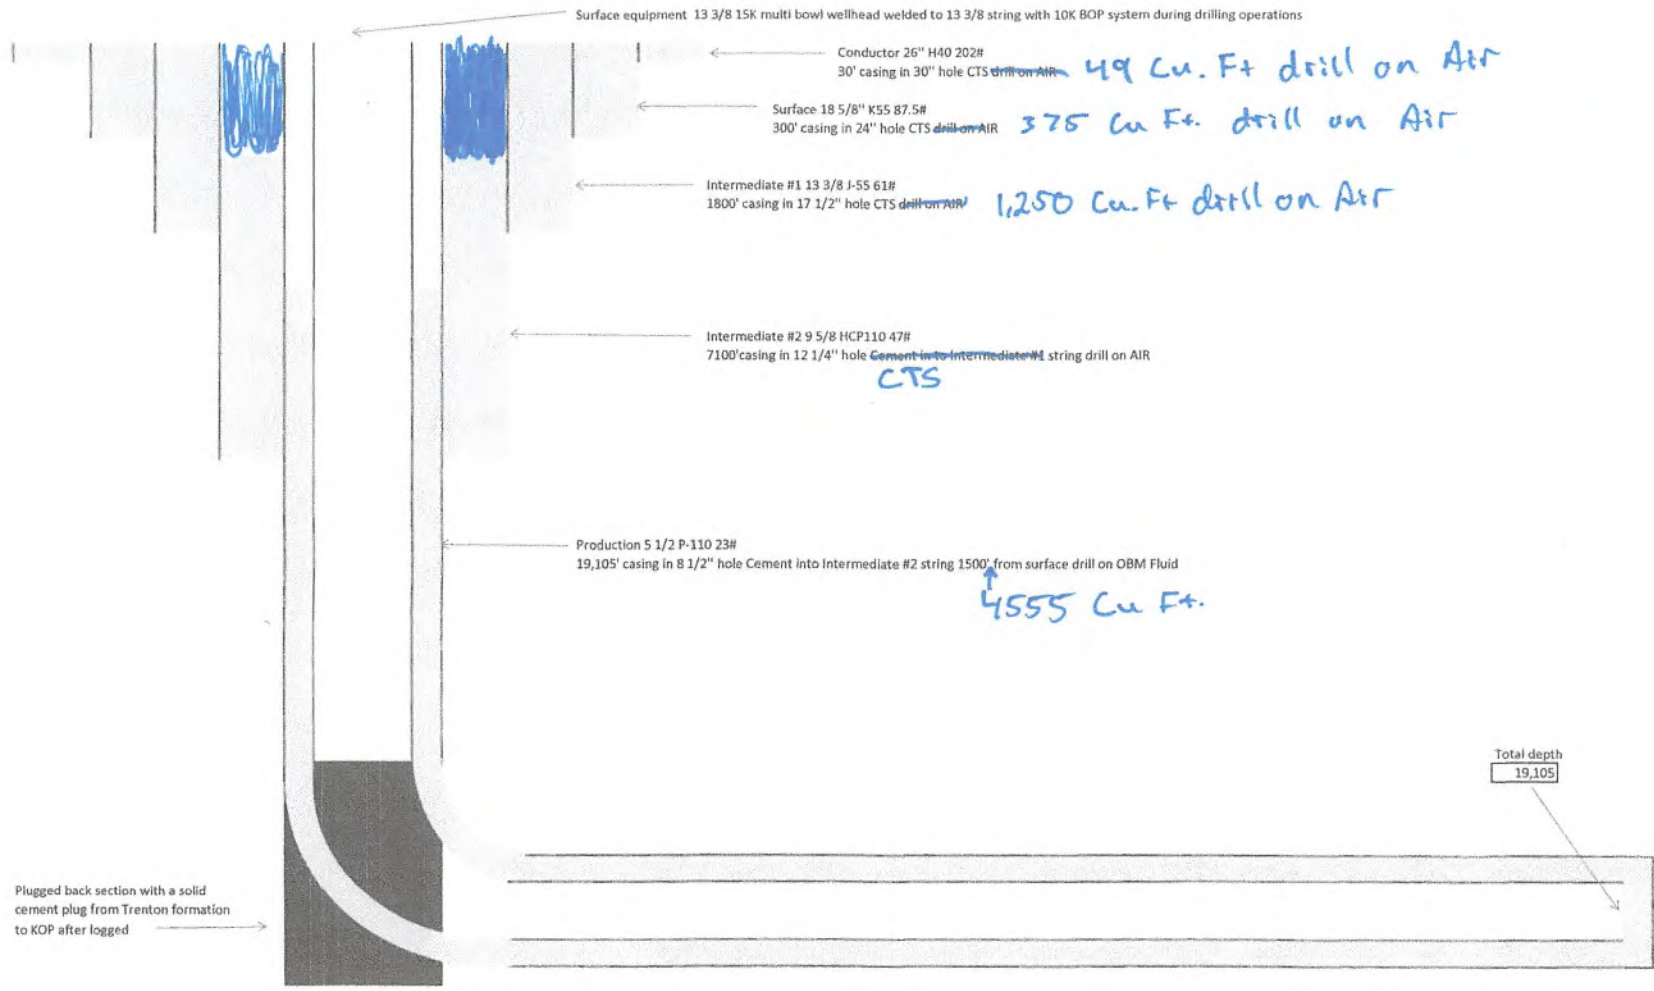 Surface equipment 13 3/8 15K multi bowl wellhead welded to 13 3/8 string with 10K BOP system during drilling operations
Conductor 26" H40 202#
30' casing in 30" hole CTS drill on AIR 49 Cu. Ft drill on Air
Surface 18 5/8" K55 87.5#
300' casing in 24" hole CTS drill on AIR 375 Cu Ft. drill on Air
Intermediate #1 13 3/8 J-55 61#
1800' casing in 17 1/2" hole CTS drill on AIR 1,250 Cu. Ft drill on Air
Intermediate #2 9 5/8 HCP110 47#
7100'casing in 12 1/4" hole Cement in to Intermediate #1 string drill on AIR
CTS
Production 5 1/2 P-110 23#
19,105' casing in 8 1/2" hole Cement into Intermediate #2 string 1500' from surface drill on OBM Fluid
4555 Cu Ft.
Total depth
19,105
Plugged back section with a solid
cement plug from Trenton formation
to KOP after logged